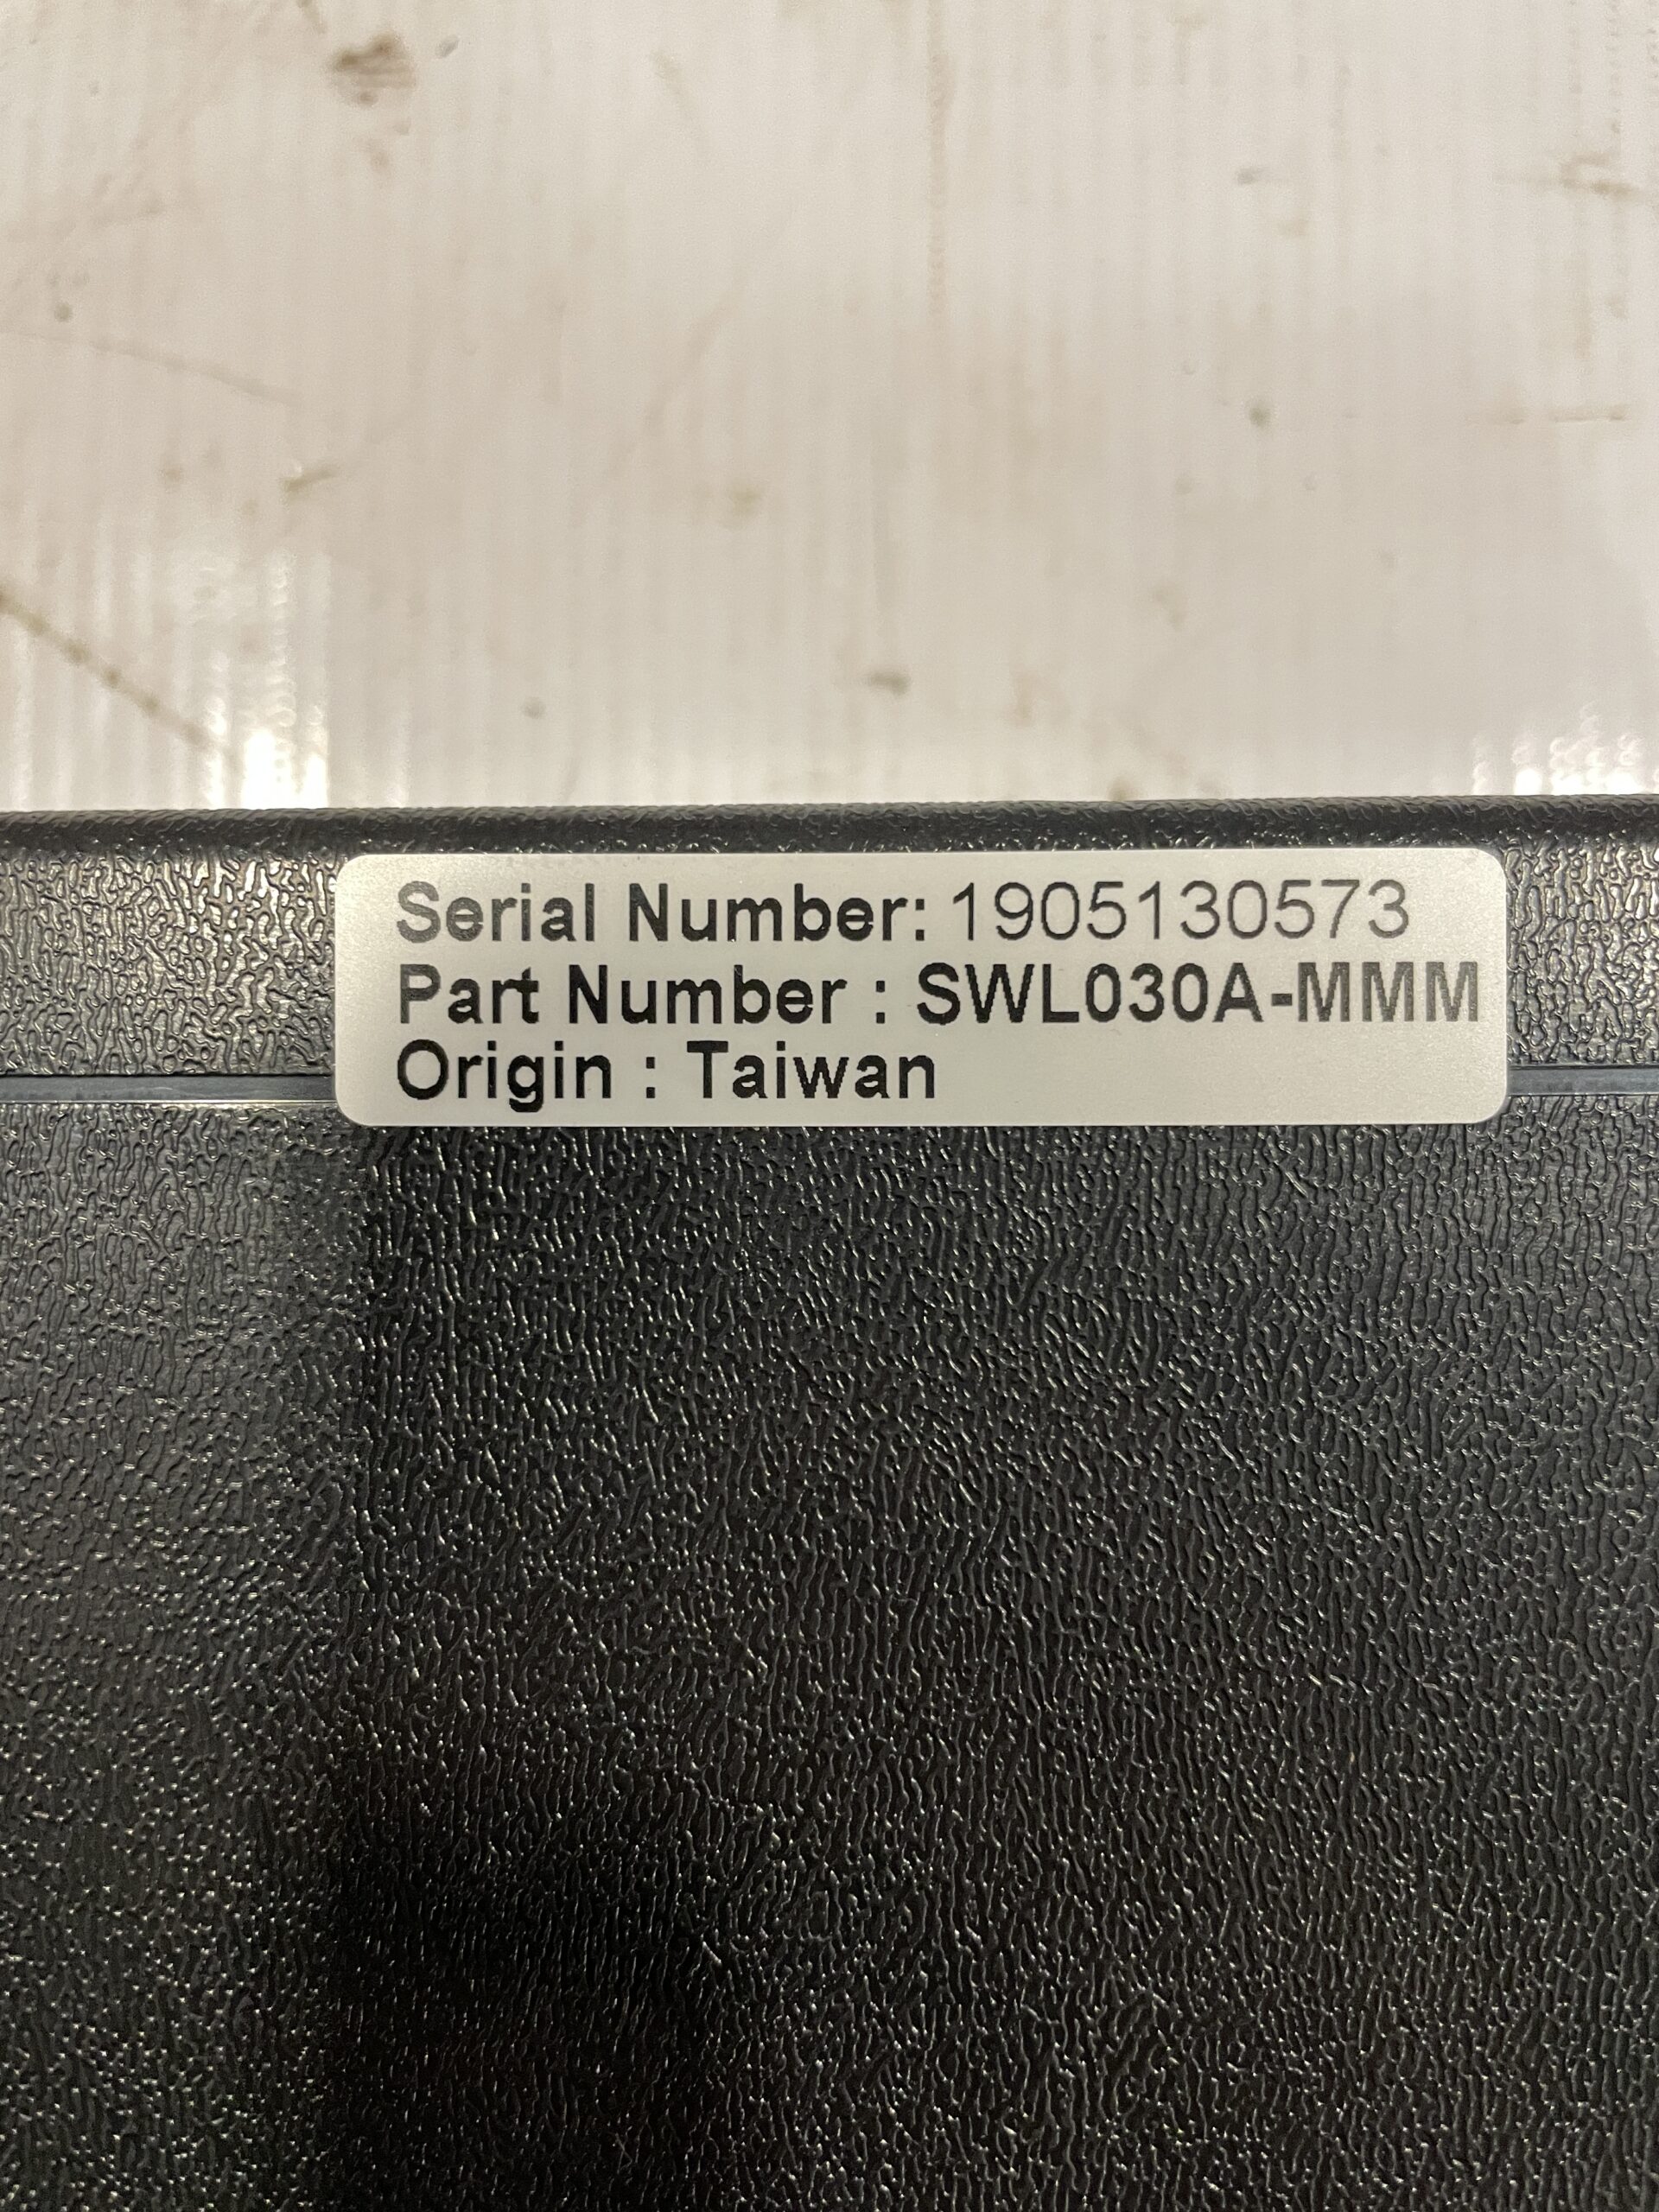 Serial Number: 1905130573
Part Number : SWL030A-MMM
Origin : Taiwan